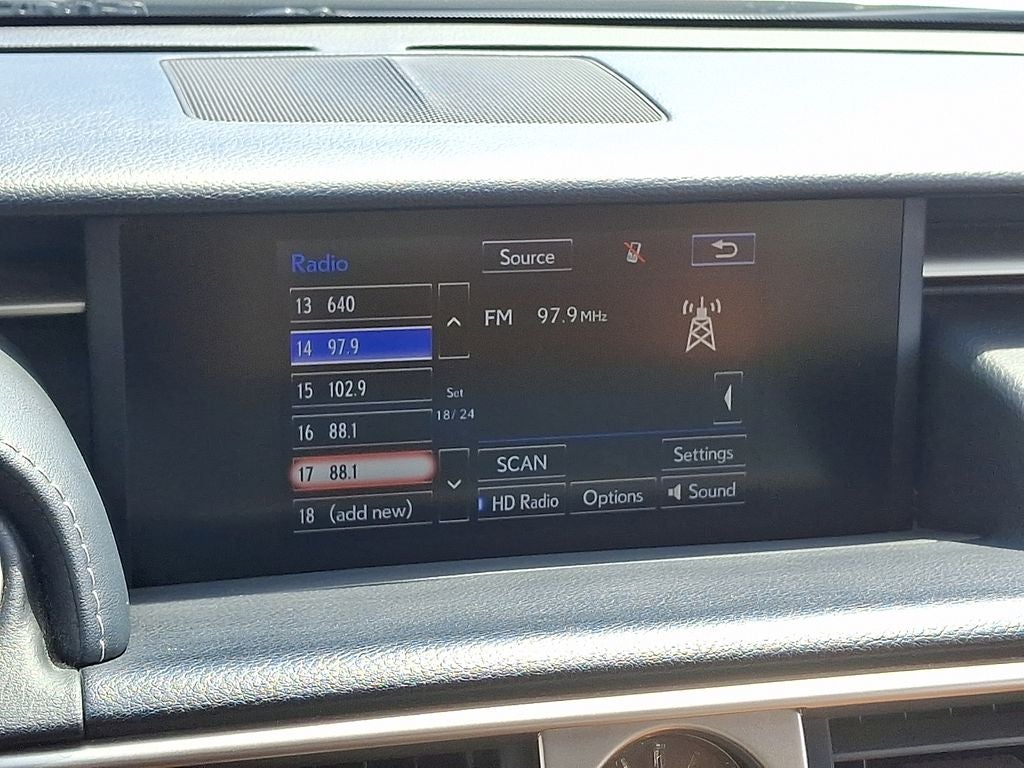 Radio
Source
13 640
14 97.9
15 102.9
16 88.1
17 88.1
18 (add new)
Set
18/24
FM 97.9 MHz
SCAN
Settings
HD Radio
Options
Sound